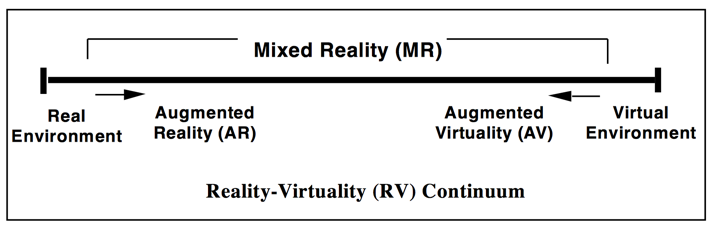 Mixed Reality (MR)
Real
Environment
Augmented
Reality (AR)
Augmented
Virtuality (AV)
Virtual
Environment
Reality-Virtuality (RV) Continuum